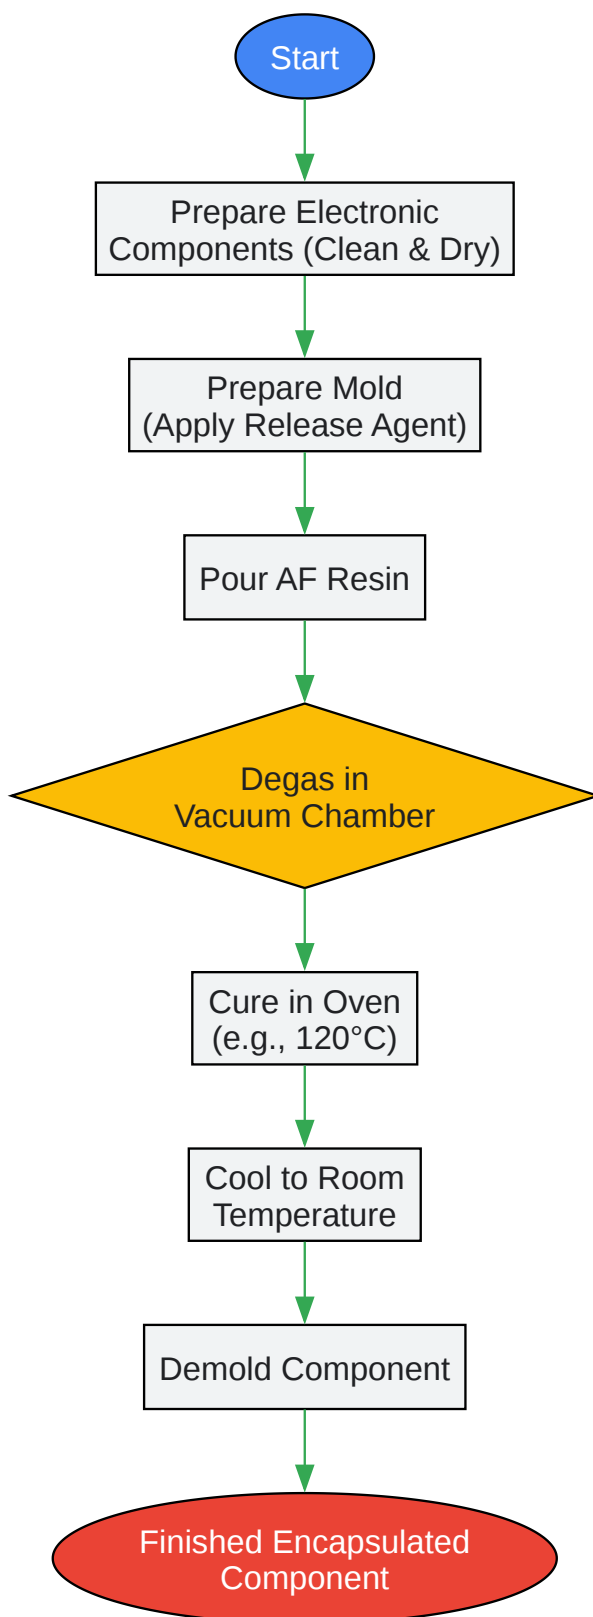 Start
Prepare Electronic
Components (Clean & Dry)
Prepare Mold
(Apply Release Agent)
Pour AF Resin
Degas in
Vacuum Chamber
Cure in Oven
(e.g., 120°C)
Cool to Room
Temperature
Demold Component
Finished Encapsulated
Component